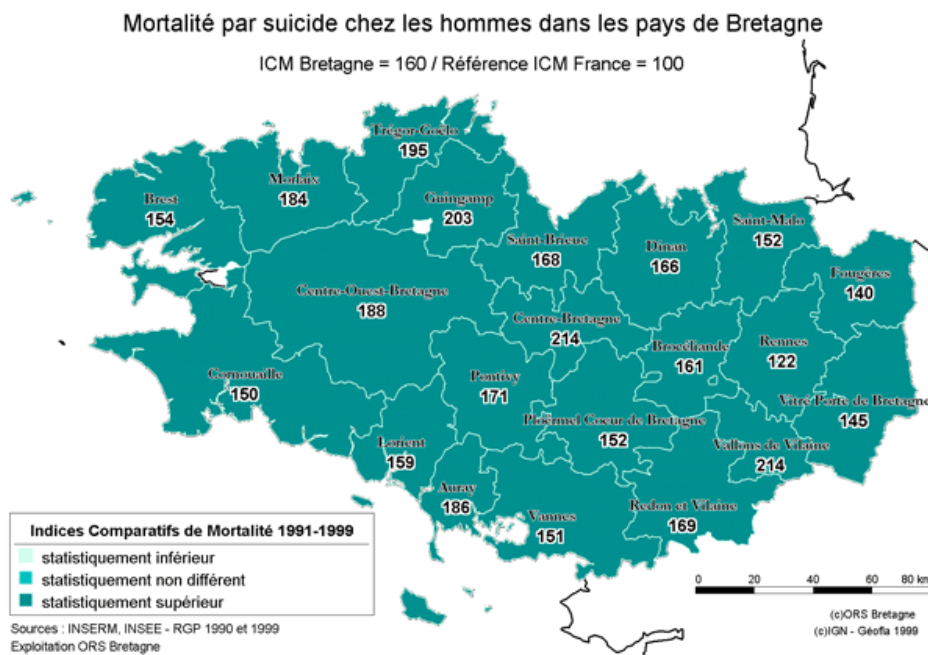 Mortalité par suicide chez les hommes dans les pays de Bretagne
ICM Bretagne = 160 / Référence ICM France = 100
Trégor-Goëlo
195
Morlaix
184
Guingamp
203
Brest
154
Saint-Malo
152
Saint-Brieuc
168
Dinan
166
Fougères
140
Centre-Ouest-Bretagne
188
Centre-Bretagne
214
Brocéliande
161
Rennes
122
Cornouaille
150
Pontivy
171
Vitré Porte de Bretagne
145
Ploërmel Coeur de Bretagne
152
Vallons de Vilaine
214
Lorient
159
Auray
186
Vannes
151
Redon et Vilaine
169
Indices Comparatifs de Mortalité 1991-1999
statistiquement inférieur
statistiquement non différent
statistiquement supérieur
0 20 40 60 80 km
Sources : INSERM, INSEE - RGP 1990 et 1999
Exploitation ORS Bretagne
(c)ORS Bretagne
(c)IGN - Géofla 1999